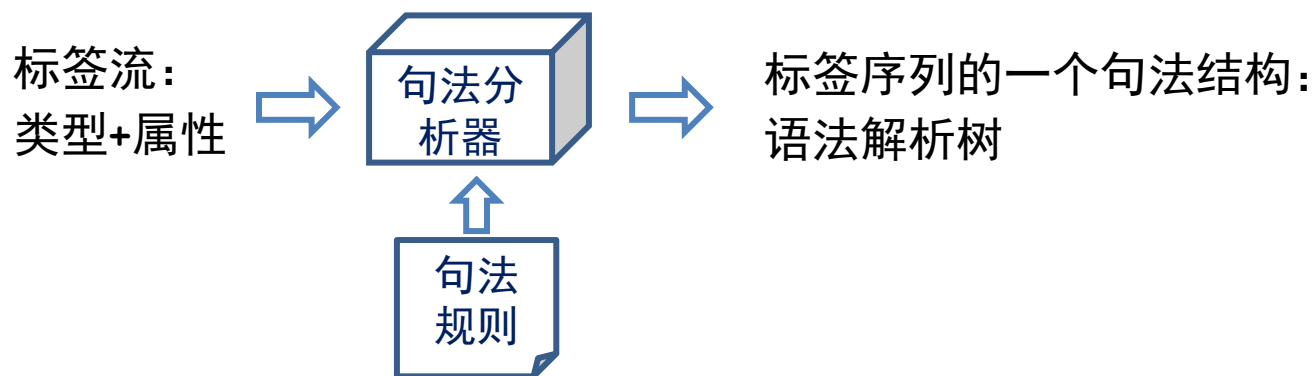 标签流：
类型+属性
句法分
析器
标签序列的一个句法结构：
语法解析树
句法
规则